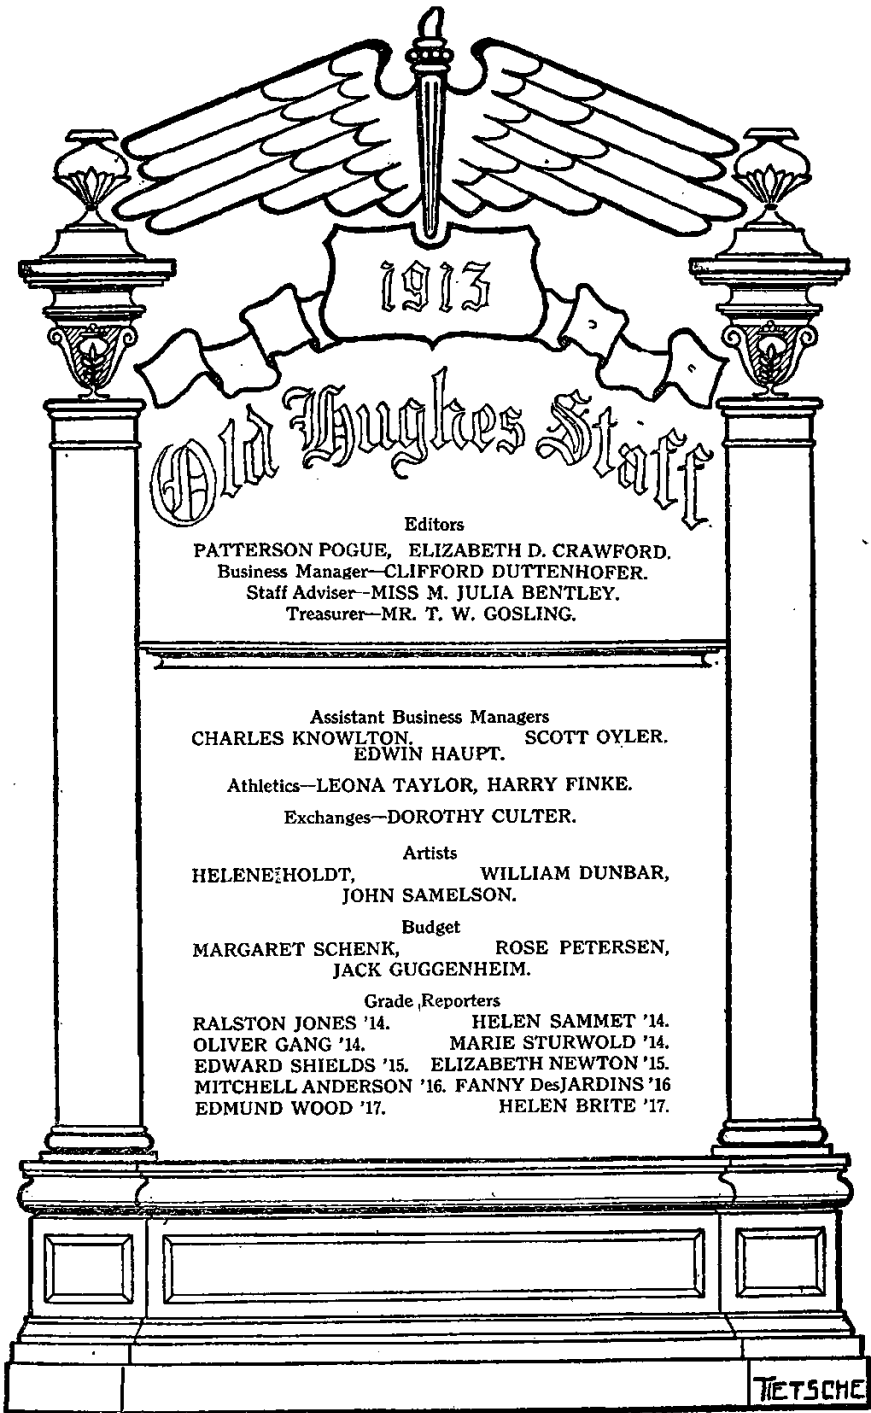 1913
Old Hughes Staff
Editors
PATTERSON POGUE, ELIZABETH D. CRAWFORD.
Business Manager—CLIFFORD DUTTENHOFER.
Staff Adviser--MISS M. JULIA BENTLEY.
Treasurer—MR. T. W. GOSLING.
Assistant Business Managers
CHARLES KNOWLTON. SCOTT OYLER.
EDWIN HAUPT.
Athletics—LEONA TAYLOR, HARRY FINKE.
Exchanges—DOROTHY CULTER.
Artists
HELENE HOLDT, WILLIAM DUNBAR,
JOHN SAMELSON.
Budget
MARGARET SCHENK, ROSE PETERSEN,
JACK GUGGENHEIM.
Grade Reporters
RALSTON JONES '14. HELEN SAMMET '14.
OLIVER GANG '14. MARIE STURWOLD '14.
EDWARD SHIELDS '15. ELIZABETH NEWTON '15.
MITCHELL ANDERSON '16. FANNY DesJARDINS '16
EDMUND WOOD '17. HELEN BRITE '17.
TIETSCHE